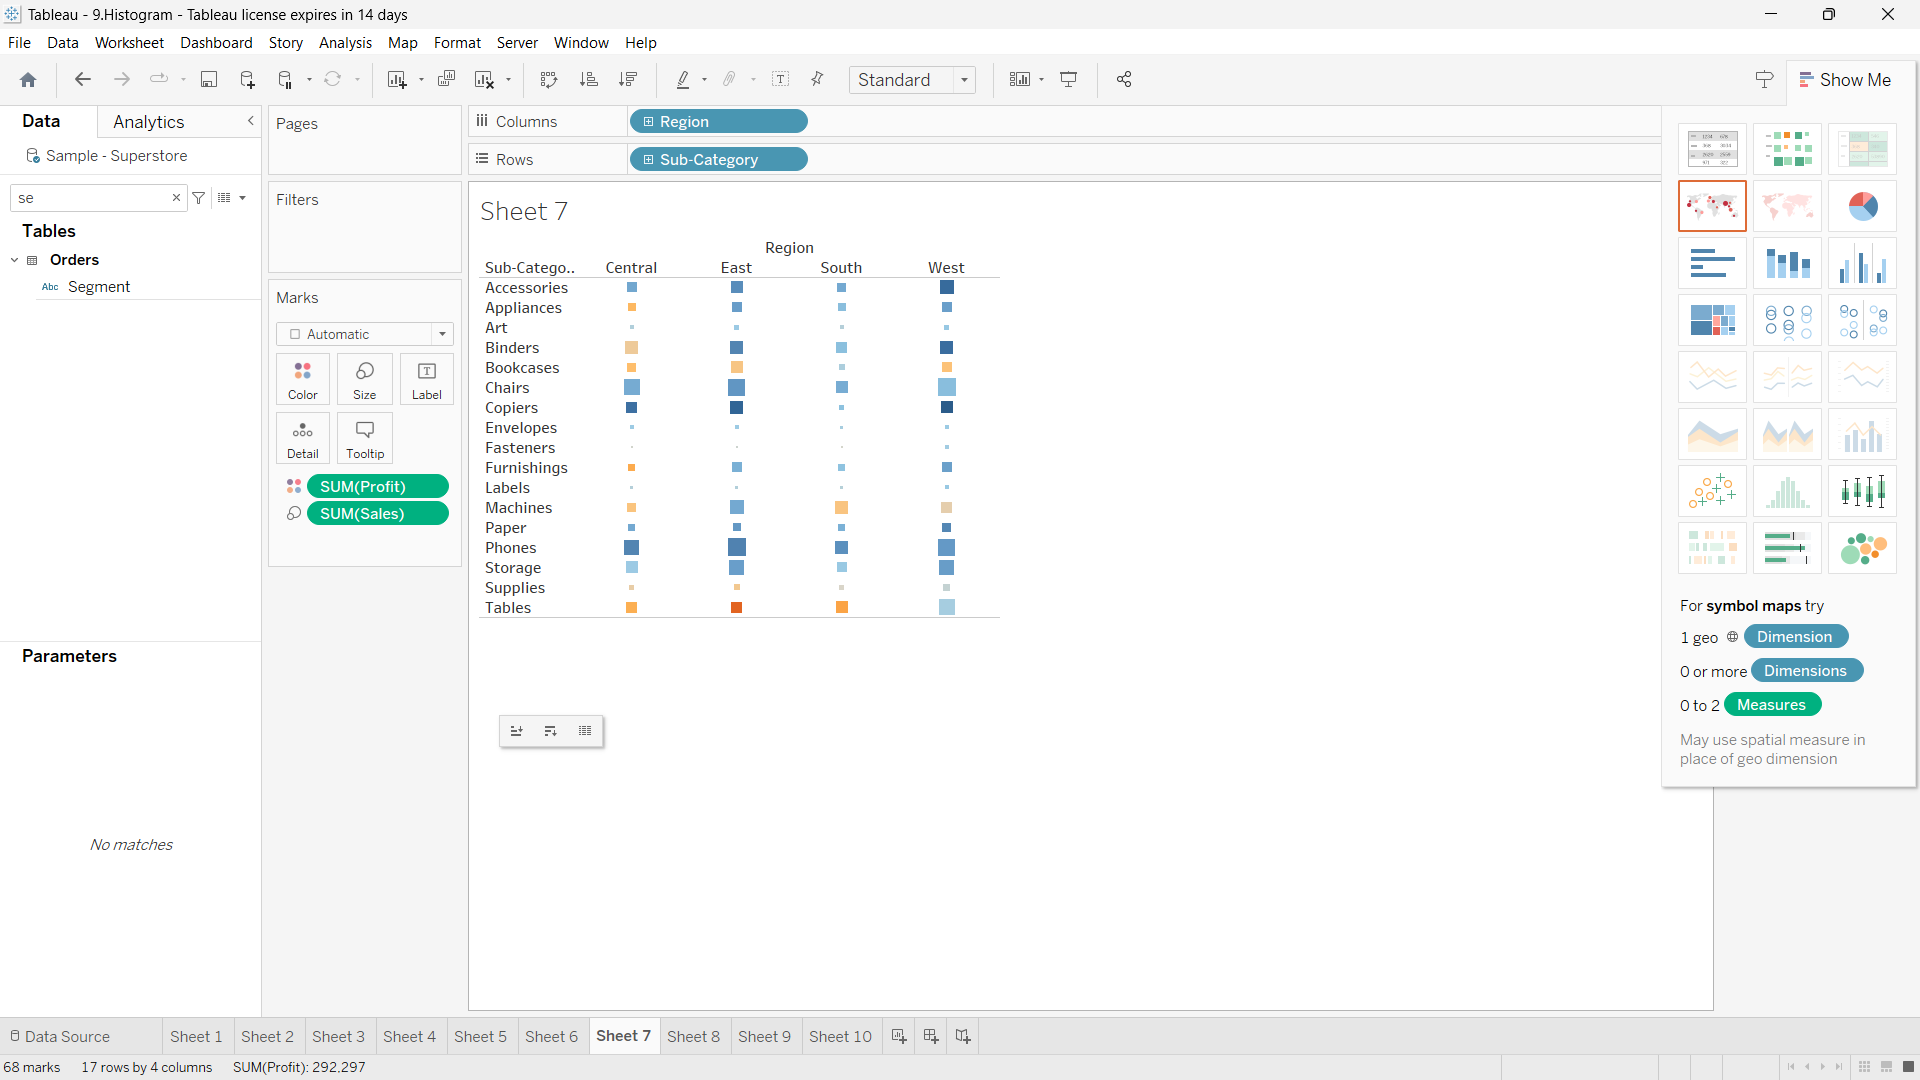 Tableau - 9.Histogram - Tableau license expires in 14 days
File Data Worksheet Dashboard Story Analysis Map Format Server Window Help
Standard
Show Me
Data
Analytics
Sample - Superstore
se
Tables
Orders
Abc Segment
Parameters
No matches
Pages
Filters
Marks
Automatic
Color
Size
Label
Detail
Tooltip
SUM(Profit)
SUM(Sales)
Columns
Region
Rows
Sub-Category
Sheet 7
Region
Sub-Catego.. Central East South West
Accessories
Appliances
Art
Binders
Bookcases
Chairs
Copiers
Envelopes
Fasteners
Furnishings
Labels
Machines
Paper
Phones
Storage
Supplies
Tables
For symbol maps try
1 geo Dimension
0 or more Dimensions
0 to 2 Measures
May use spatial measure in
place of geo dimension
Data Source
Sheet 1
Sheet 2
Sheet 3
Sheet 4
Sheet 5
Sheet 6
Sheet 7
Sheet 8
Sheet 9
Sheet 10
68 marks 17 rows by 4 columns SUM(Profit): 292,297